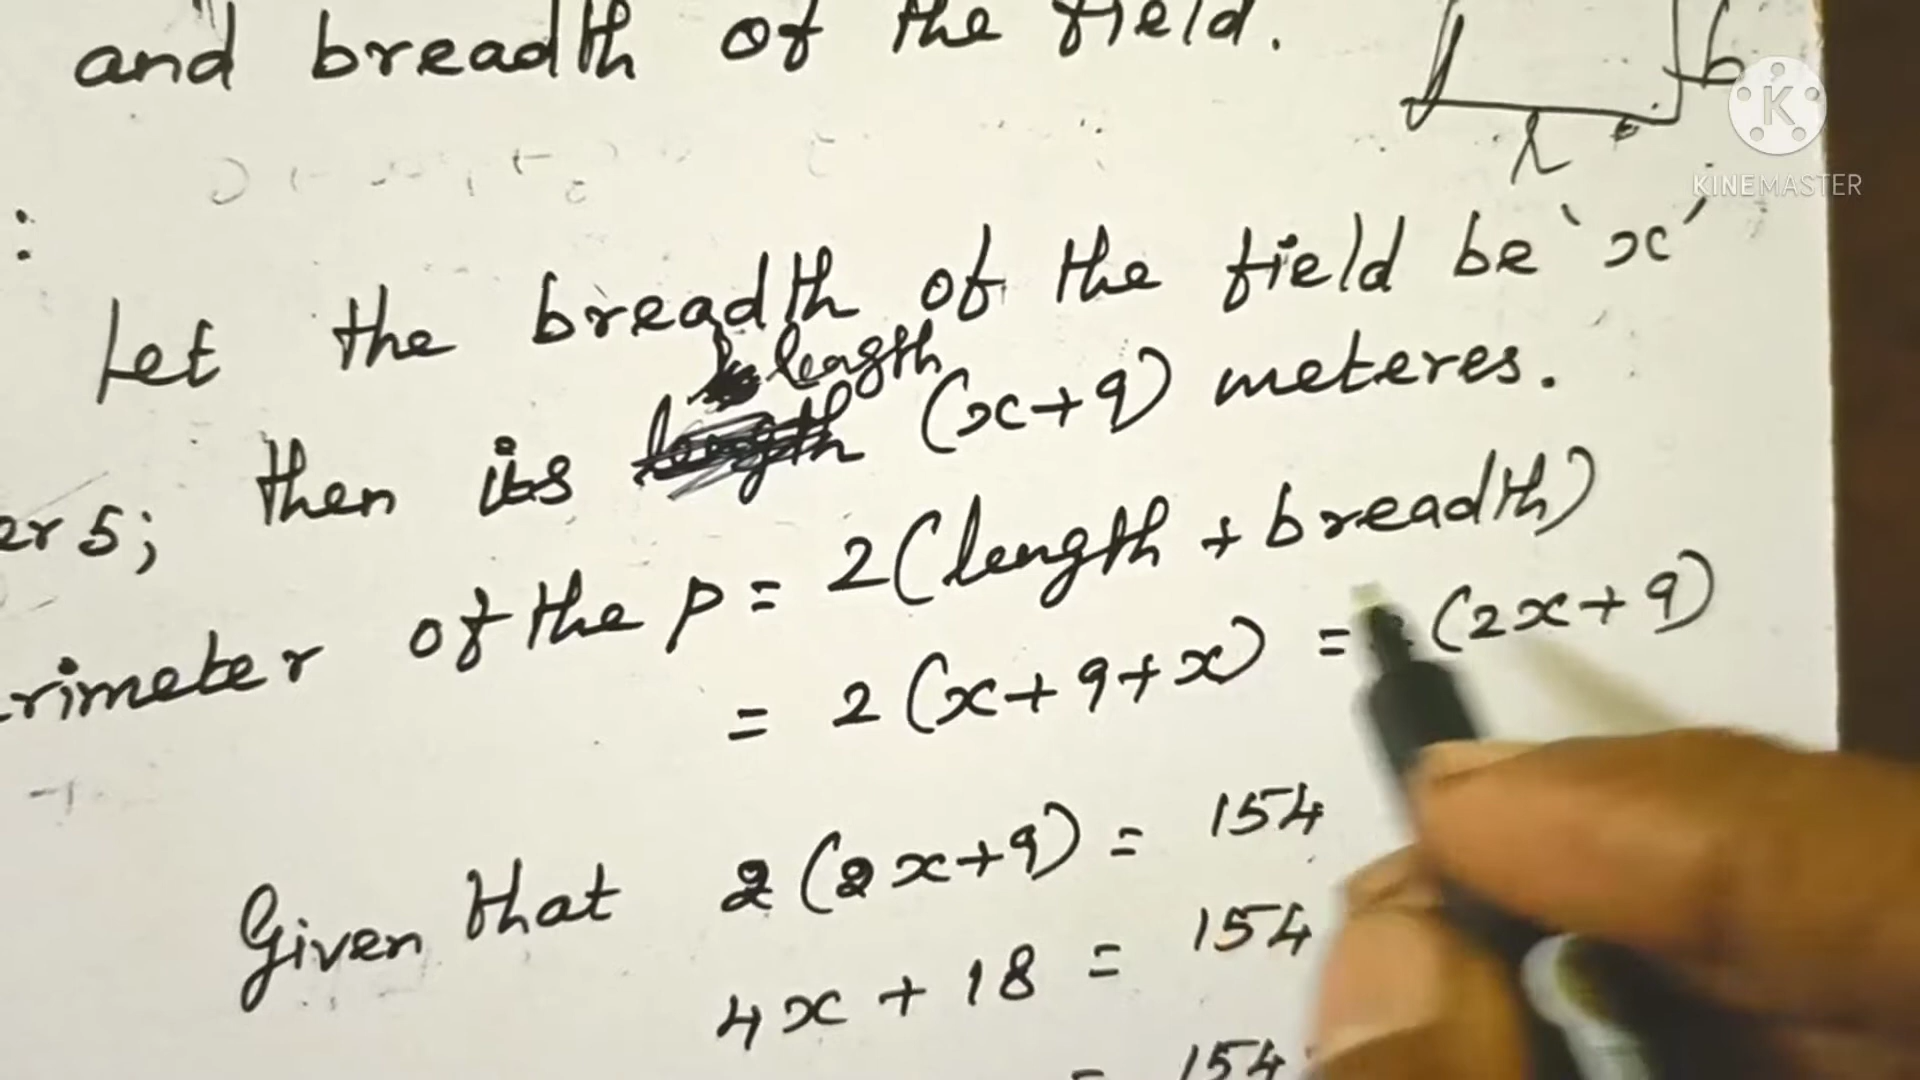 and breadth of the field.
b
l
KINEMASTER
:
Let the breadth of the field be 'x'
length
ers; then its length (x+9) meteres.
rimeter of the P = 2(length + breadth)
= 2(x+9+x) = (2x+9)
Given that 2(2x+9) = 154
4x + 18 = 154
= 154